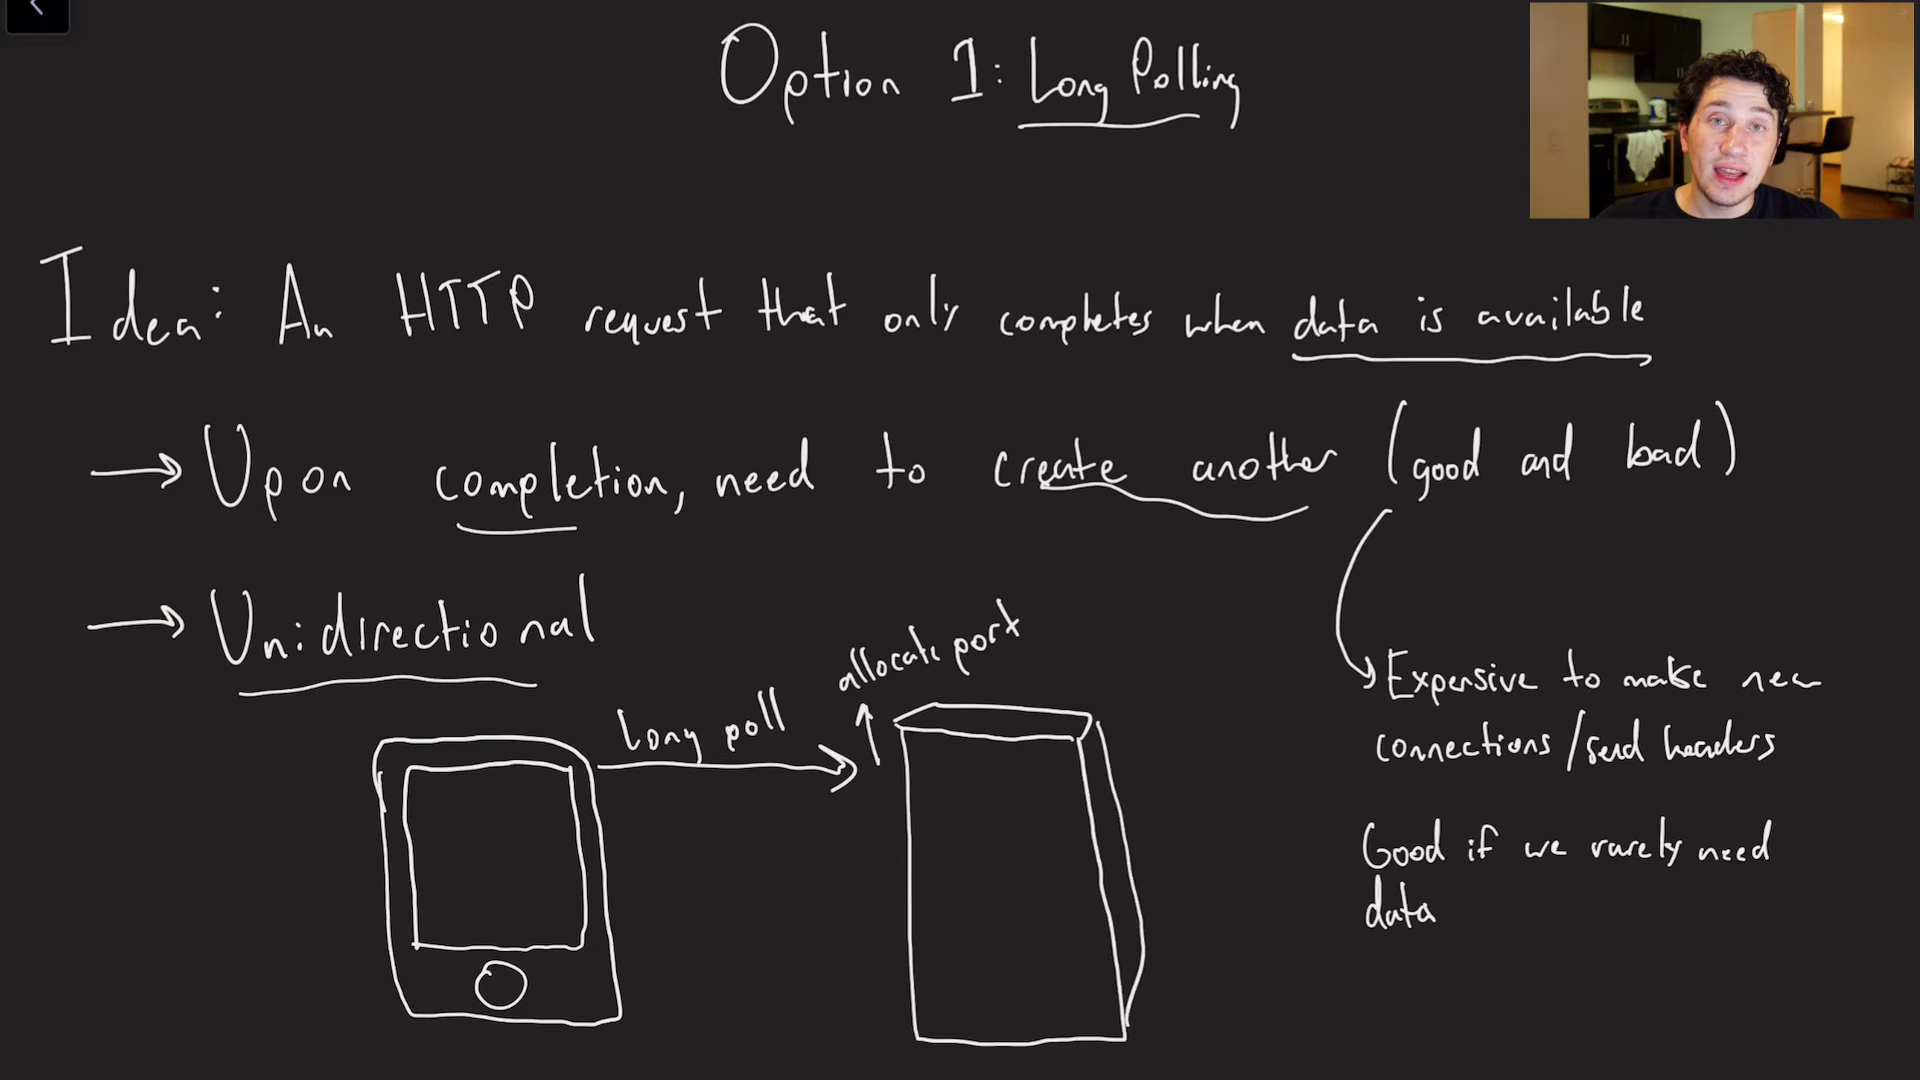 Option 1: Long Polling
Idea: An HTTP request that only completes when data is available
→ Upon completion, need to create another (good and bad)
→ Unidirectional
allocate port
long poll
Expensive to make new
connections/send headers
Good if we rarely need
data